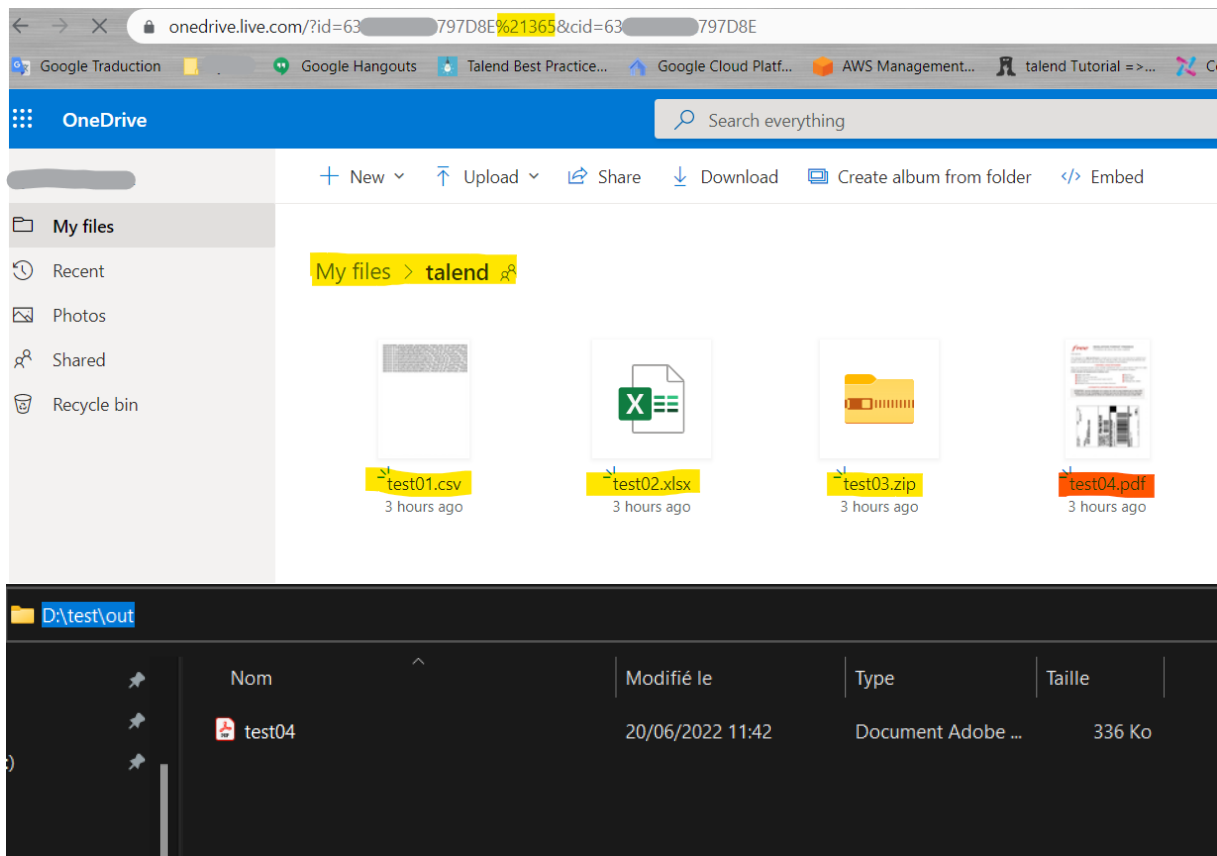 onedrive.live.com/?id=63 797D8E%21365&cid=63 797D8E
Google Traduction Google Hangouts Talend Best Practice... Google Cloud Platf... AWS Management... talend Tutorial =>...
OneDrive
Search everything
New Upload Share Download Create album from folder </> Embed
My files
Recent
Photos
Shared
Recycle bin
My files > talend
test01.csv test02.xlsx test03.zip test04.pdf
3 hours ago 3 hours ago 3 hours ago 3 hours ago
D:\test\out
Nom Modifié le Type Taille
test04 20/06/2022 11:42 Document Adobe ... 336 Ko
:)